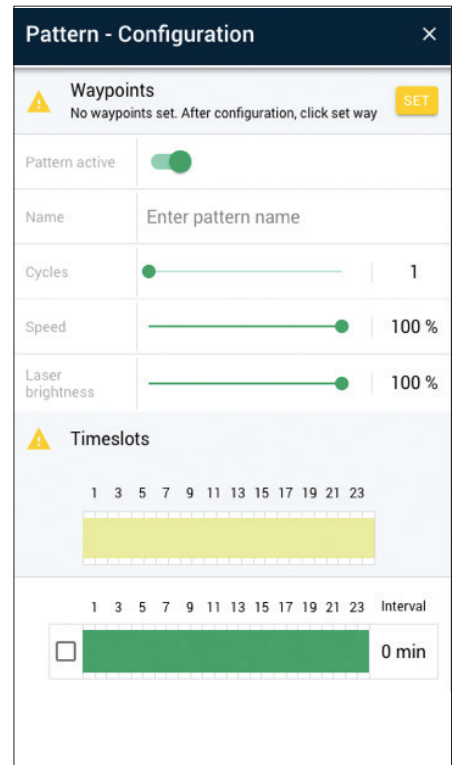 Pattern - Configuration ×
Waypoints
No waypoints set. After configuration, click set way
SET
Pattern active
Name Enter pattern name
Cycles 1
Speed 100 %
Laser
brightness 100 %
Timeslots
1 3 5 7 9 11 13 15 17 19 21 23
1 3 5 7 9 11 13 15 17 19 21 23 Interval
0 min